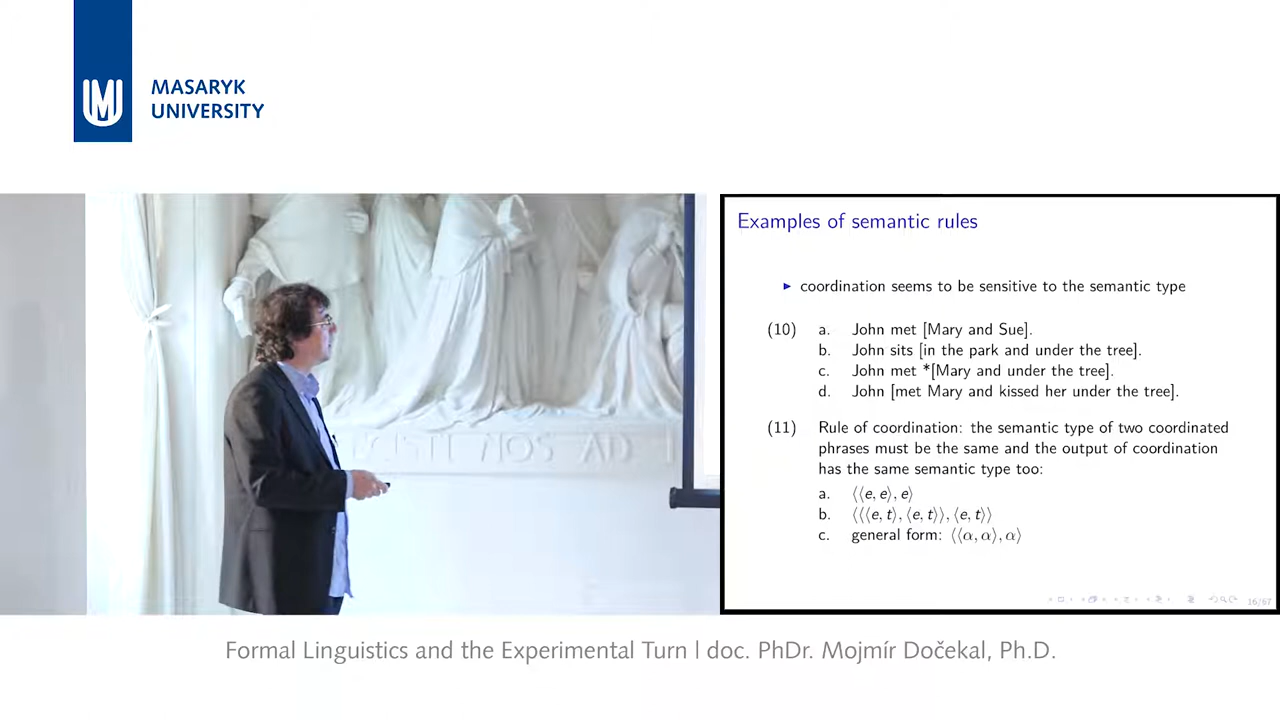 MASARYK
UNIVERSITY
Examples of semantic rules
▶ coordination seems to be sensitive to the semantic type
(10) a. John met [Mary and Sue].
b. John sits [in the park and under the tree].
c. John met *[Mary and under the tree].
d. John [met Mary and kissed her under the tree].
(11) Rule of coordination: the semantic type of two coordinated
phrases must be the same and the output of coordination
has the same semantic type too:
a. ⟨⟨e, e⟩, e⟩
b. ⟨⟨⟨e, t⟩, ⟨e, t⟩⟩, ⟨e, t⟩⟩
c. general form: ⟨⟨α, α⟩, α⟩
16/67
AD
Formal Linguistics and the Experimental Turn | doc. PhDr. Mojmír Dočekal, Ph.D.